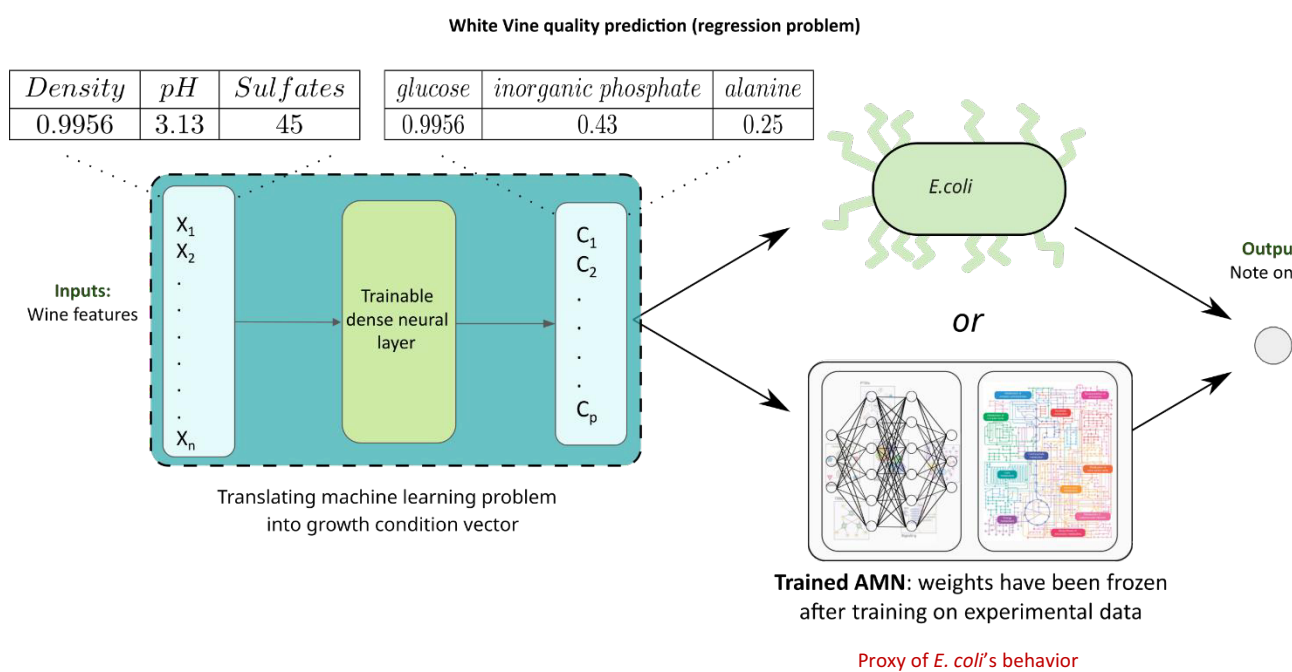 White Vine quality prediction (regression problem)
Density pH Sulfates
0.9956 3.13 45
glucose inorganic phosphate alanine
0.9956 0.43 0.25
Inputs:
Wine features
X1
X2
.
.
.
.
.
.
Xn
Trainable
dense neural
layer
C1
C2
.
.
.
.
Cp
Translating machine learning problem
into growth condition vector
E.coli
or
Outpu
Note on
Trained AMN: weights have been frozen
after training on experimental data
Proxy of E. coli's behavior